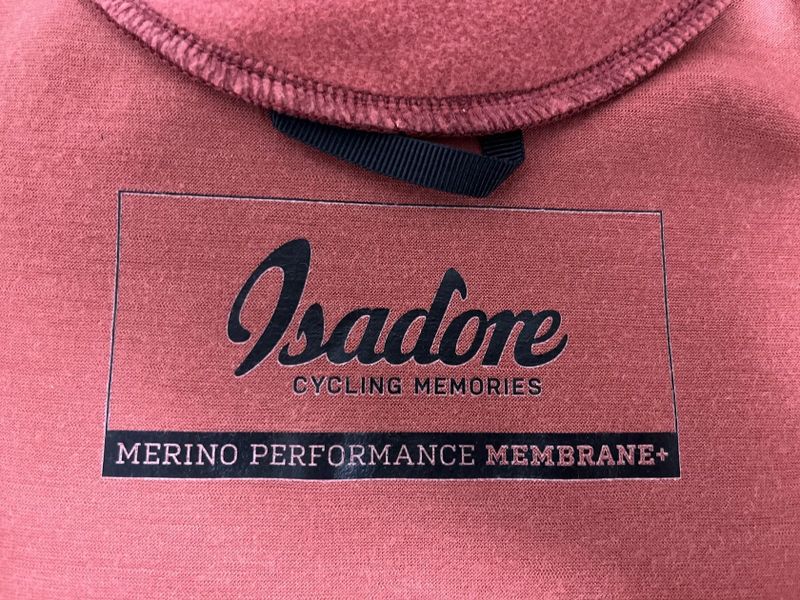 Isadore
CYCLING MEMORIES
MERINO PERFORMANCE MEMBRANE+